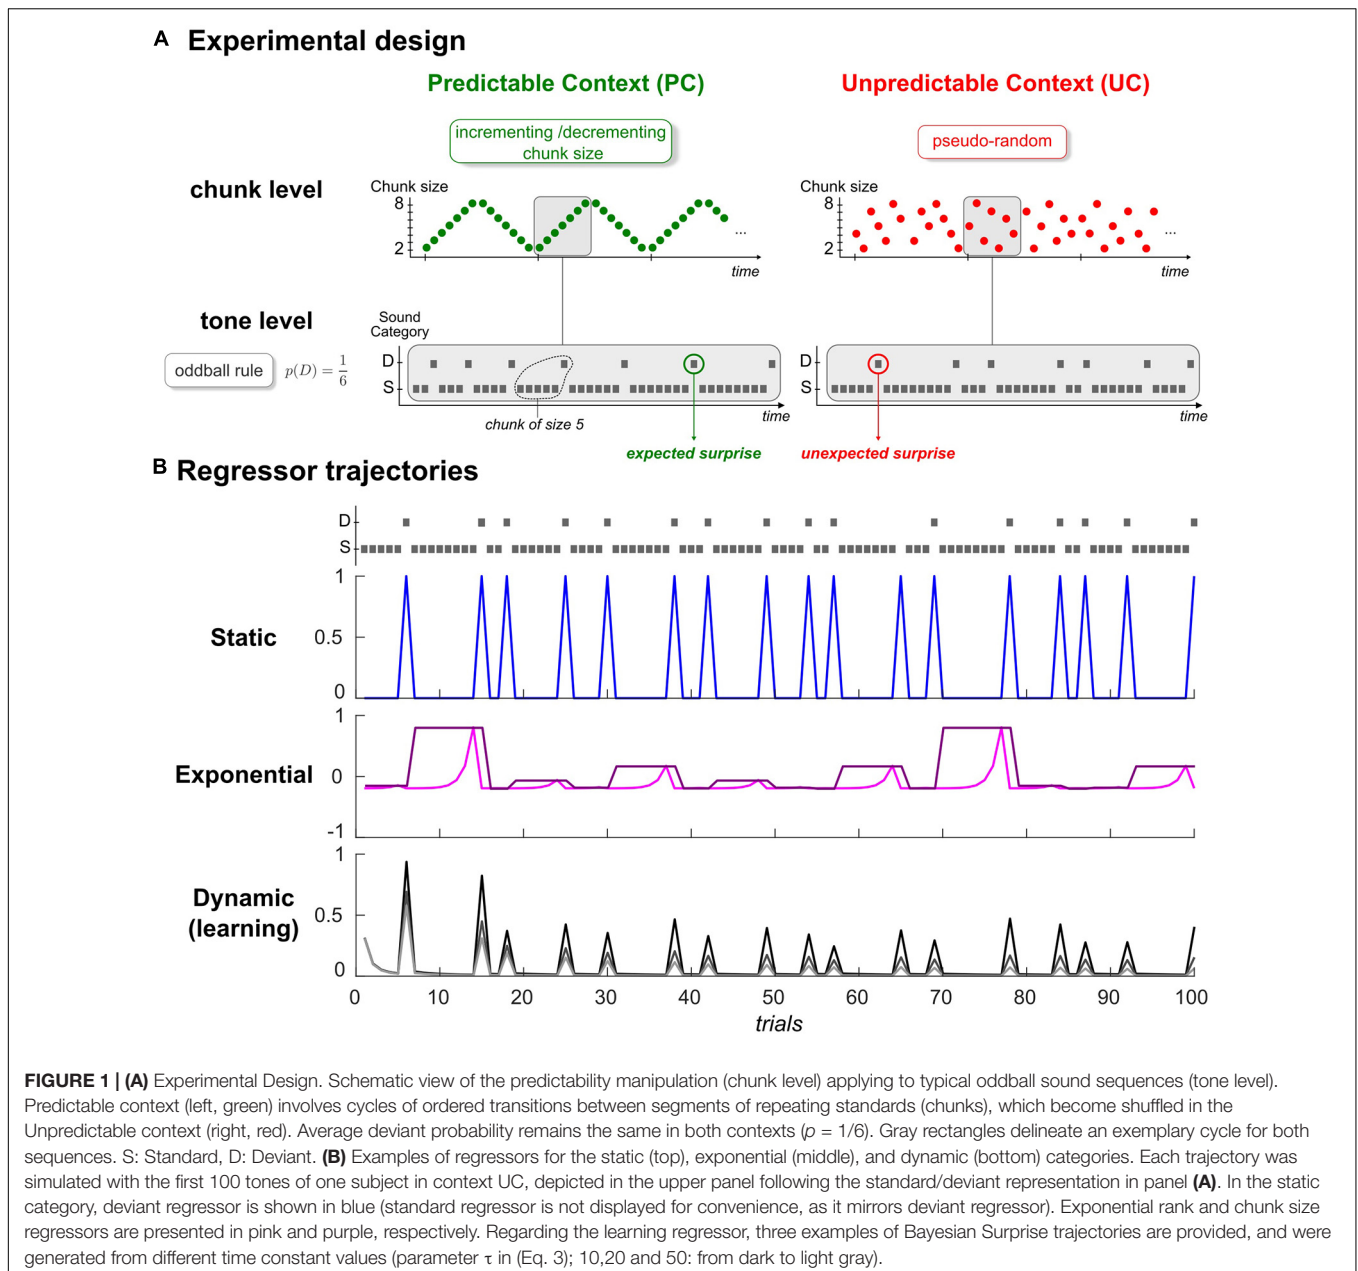 A Experimental design
Predictable Context (PC)
Unpredictable Context (UC)
incrementing /decrementing
chunk size
pseudo-random
chunk level
Chunk size
8
2
...
time
Chunk size
8
2
...
time
tone level
Sound
Category
oddball rule p(D) = 1/6
D
S
time
chunk of size 5
expected surprise
D
S
time
unexpected surprise
B Regressor trajectories
D
S
Static
1
0.5
0
Exponential
1
0
-1
Dynamic
(learning)
1
0.5
0
0 10 20 30 40 50 60 70 80 90 100
trials
FIGURE 1 | (A) Experimental Design. Schematic view of the predictability manipulation (chunk level) applying to typical oddball sound sequences (tone level).
Predictable context (left, green) involves cycles of ordered transitions between segments of repeating standards (chunks), which become shuffled in the
Unpredictable context (right, red). Average deviant probability remains the same in both contexts (p = 1/6). Gray rectangles delineate an exemplary cycle for both
sequences. S: Standard, D: Deviant. (B) Examples of regressors for the static (top), exponential (middle), and dynamic (bottom) categories. Each trajectory was
simulated with the first 100 tones of one subject in context UC, depicted in the upper panel following the standard/deviant representation in panel (A). In the static
category, deviant regressor is shown in blue (standard regressor is not displayed for convenience, as it mirrors deviant regressor). Exponential rank and chunk size
regressors are presented in pink and purple, respectively. Regarding the learning regressor, three examples of Bayesian Surprise trajectories are provided, and were
generated from different time constant values (parameter τ in (Eq. 3); 10,20 and 50: from dark to light gray).